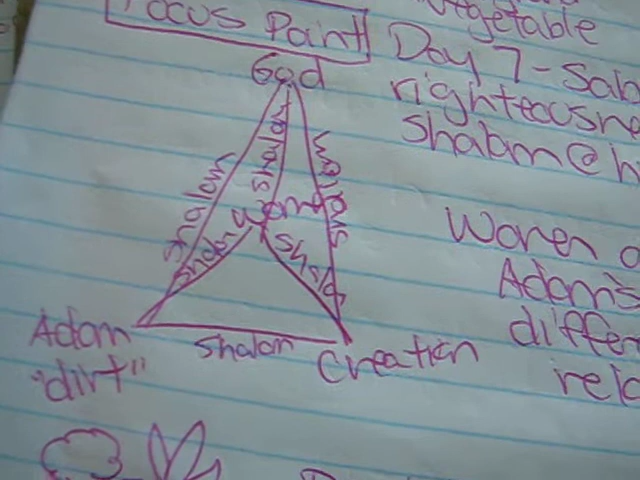 Focus Point
vegetable
Day 7 - Sab
righteousne
shalom @ h
God
shalom
shalom
shalom
woman
shalom
shalom
Women a
Adam's
differe
rela
Adam
"dirt"
shalom
Creation